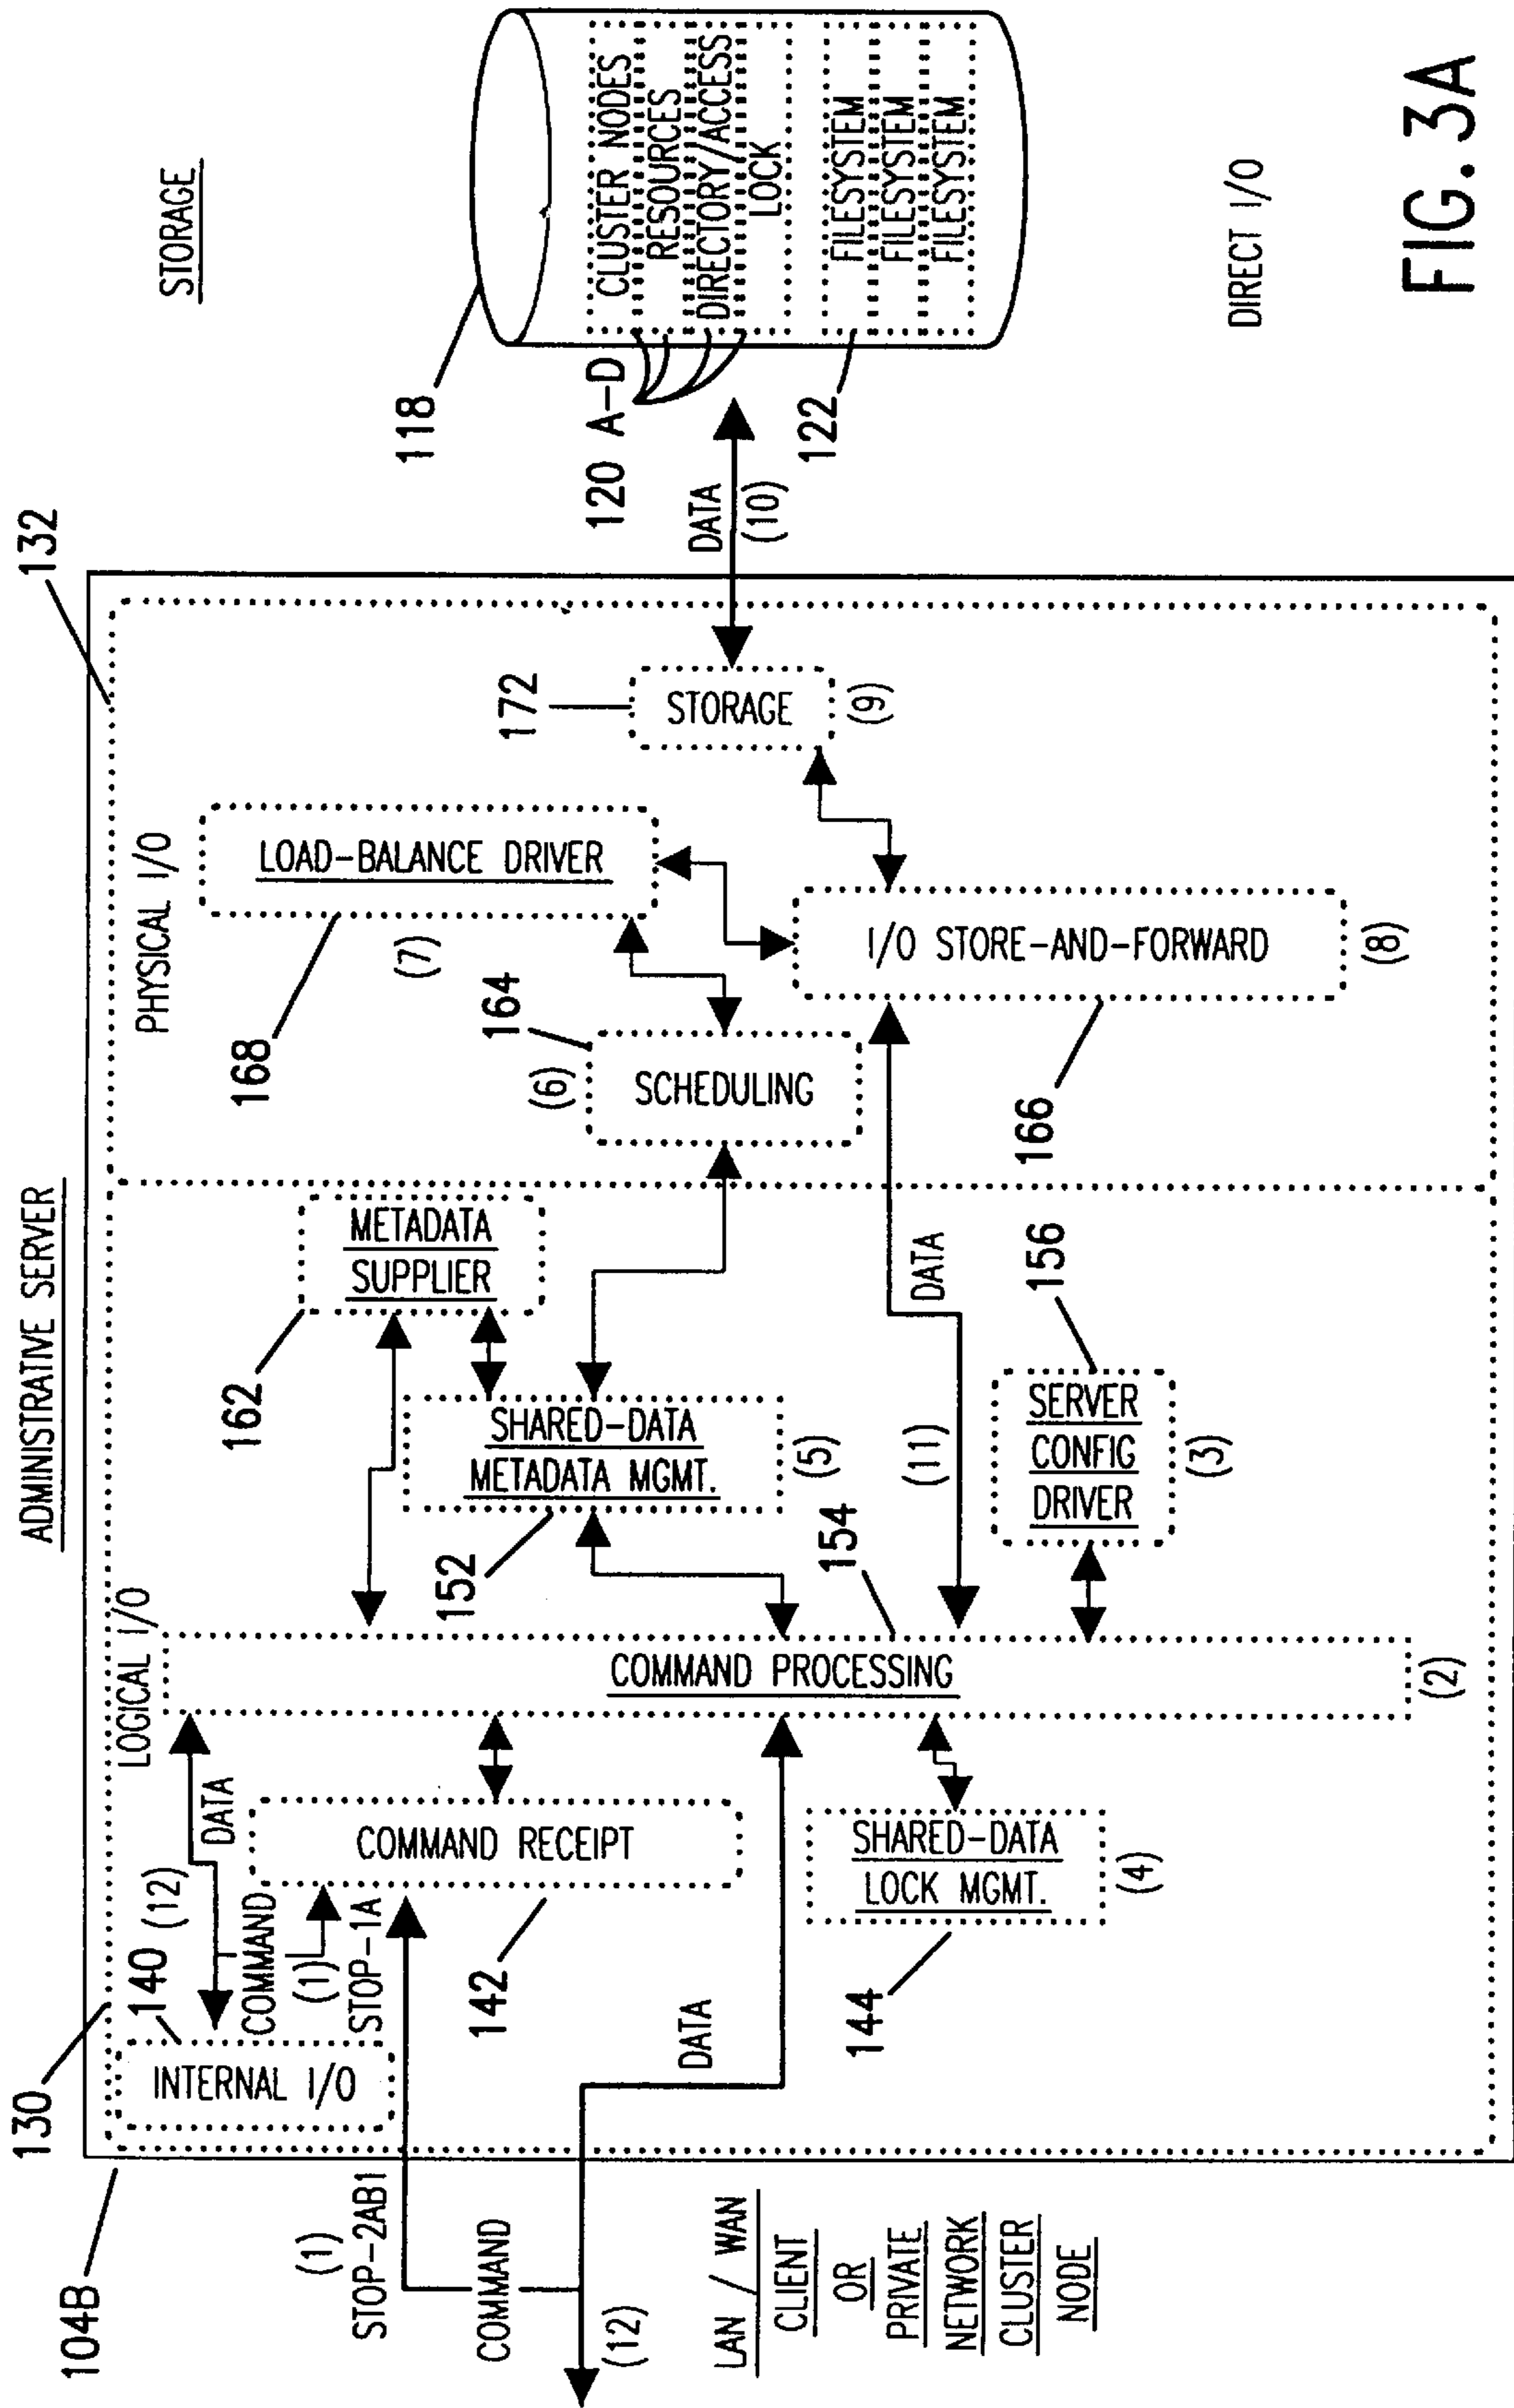 ADMINISTRATIVE SERVER
STORAGE
104B
130
132
118
LOGICAL I/O
PHYSICAL I/O
140
INTERNAL I/O
(12)
DATA
COMMAND
(1)
STOP-1A
(1)
STOP-2AB1
COMMAND
(12)
142
COMMAND RECEIPT
DATA
144
SHARED-DATA
LOCK MGMT.
(4)
COMMAND PROCESSING
(2)
154
152
SHARED-DATA
METADATA MGMT.
(5)
162
METADATA
SUPPLIER
(11)
DATA
156
SERVER
CONFIG
DRIVER
(3)
168
LOAD-BALANCE DRIVER
(7)
164
(6)
SCHEDULING
166
I/O STORE-AND-FORWARD
(8)
172
STORAGE
(9)
DATA
(10)
120 A-D
CLUSTER NODES
RESOURCES
DIRECTORY/ACCESS
LOCK
122
FILESYSTEM
FILESYSTEM
FILESYSTEM
LAN / WAN
CLIENT
OR
PRIVATE
NETWORK
CLUSTER
NODE
DIRECT I/O
FIG.3A